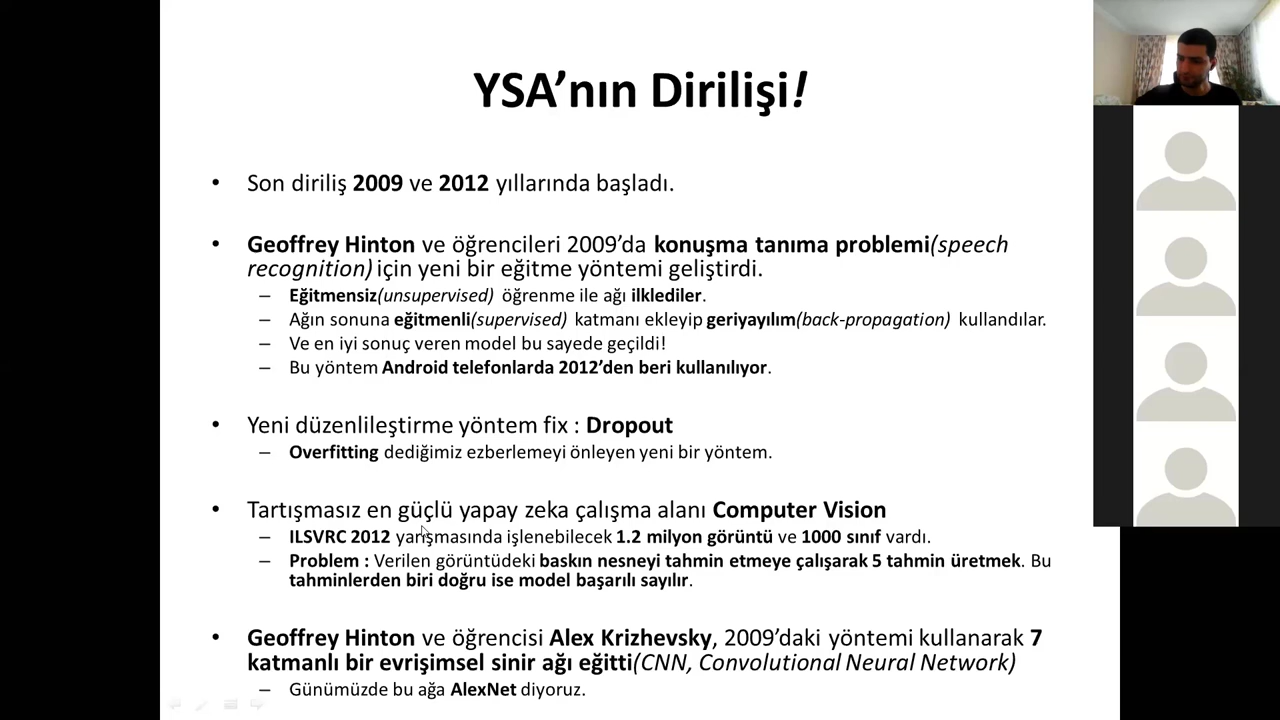 YSA’nın Dirilişi!
• Son diriliş 2009 ve 2012 yıllarında başladı.
• Geoffrey Hinton ve öğrencileri 2009’da konuşma tanıma problemi(speech
recognition) için yeni bir eğitme yöntemi geliştirdi.
– Eğitmensiz(unsupervised) öğrenme ile ağı ilklediler.
– Ağın sonuna eğitmenli(supervised) katmanı ekleyip geriyayılım(back-propagation) kullandılar.
– Ve en iyi sonuç veren model bu sayede geçildi!
– Bu yöntem Android telefonlarda 2012’den beri kullanılıyor.
• Yeni düzenlileştirme yöntem fix : Dropout
– Overfitting dediğimiz ezberlemeyi önleyen yeni bir yöntem.
• Tartışmasız en güçlü yapay zeka çalışma alanı Computer Vision
– ILSVRC 2012 yarışmasında işlenebilecek 1.2 milyon görüntü ve 1000 sınıf vardı.
– Problem : Verilen görüntüdeki baskın nesneyi tahmin etmeye çalışarak 5 tahmin üretmek. Bu
tahminlerden biri doğru ise model başarılı sayılır.
• Geoffrey Hinton ve öğrencisi Alex Krizhevsky, 2009’daki yöntemi kullanarak 7
katmanlı bir evrişimsel sinir ağı eğitti(CNN, Convolutional Neural Network)
– Günümüzde bu ağa AlexNet diyoruz.